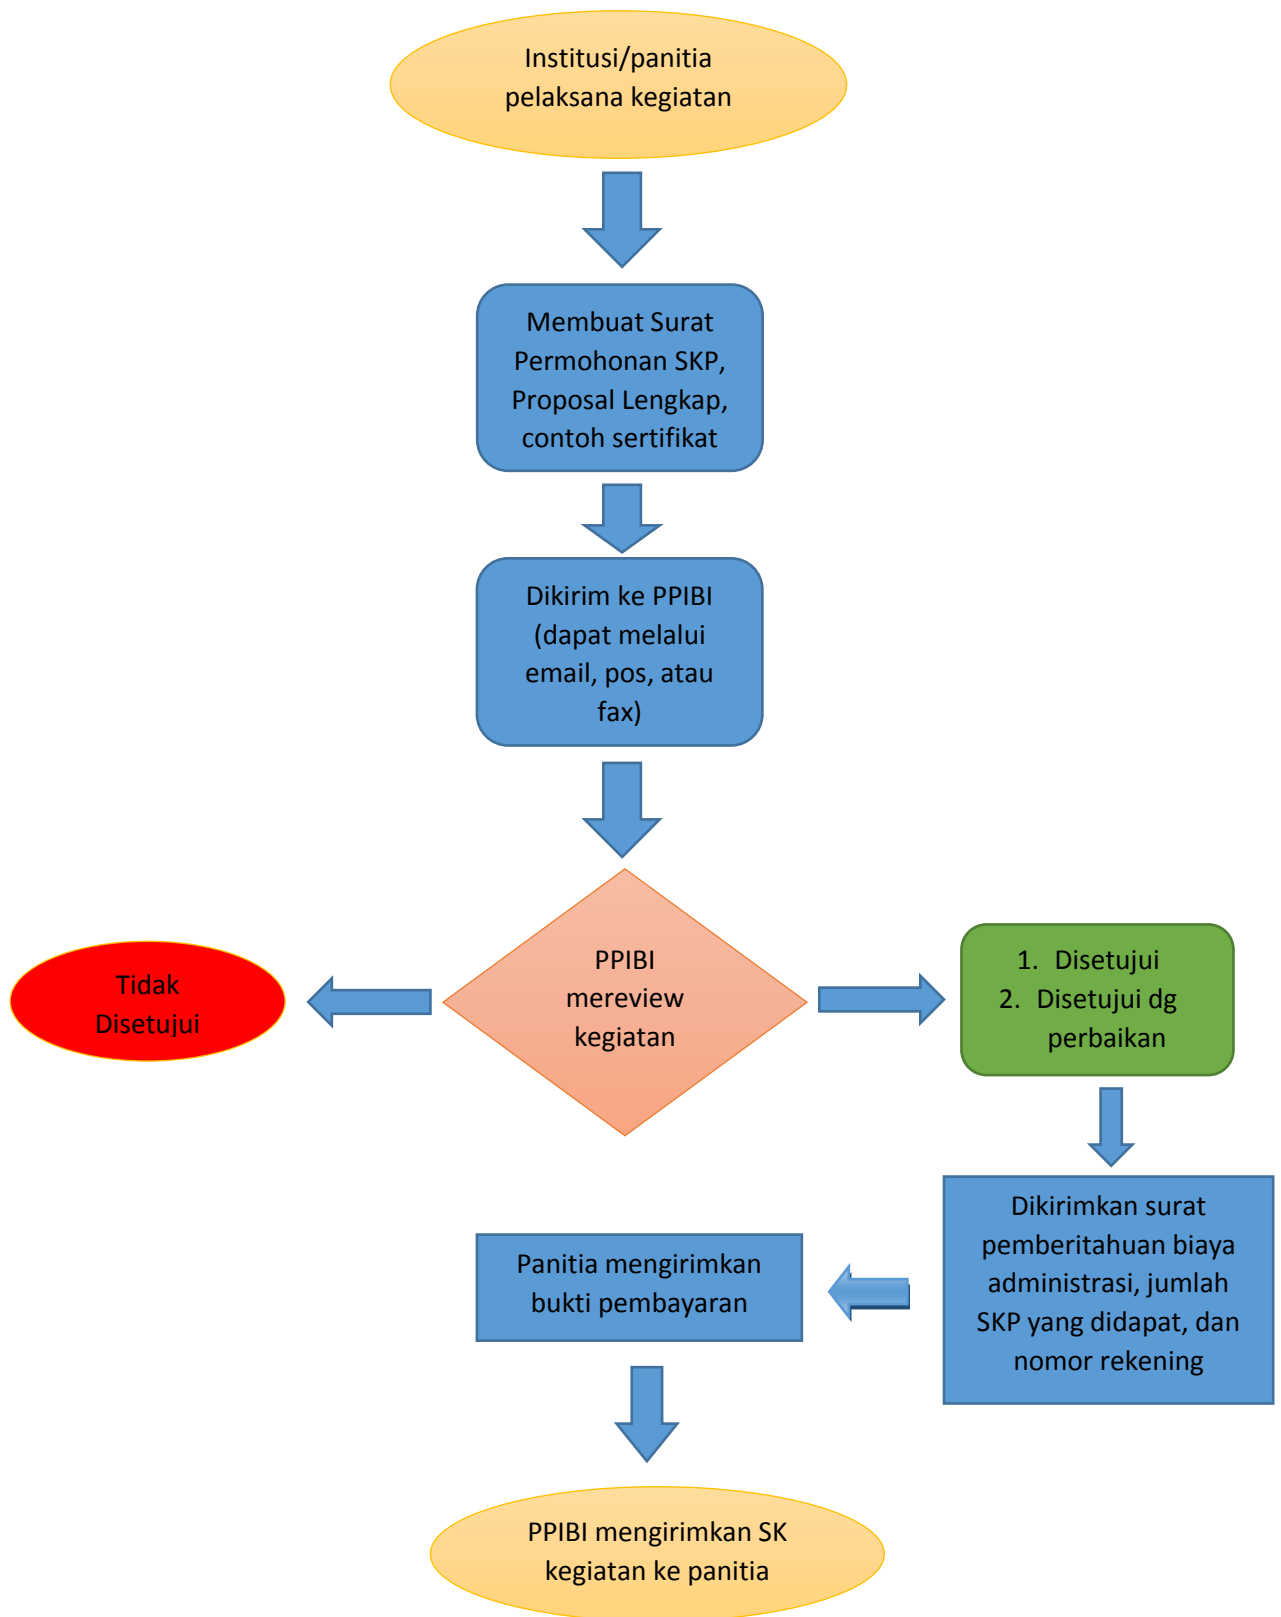 Institusi/panitia
pelaksana kegiatan
Membuat Surat
Permohonan SKP,
Proposal Lengkap,
contoh sertifikat
Dikirim ke PPIBI
(dapat melalui
email, pos, atau
fax)
PPIBI
mereview
kegiatan
Tidak
Disetujui
1. Disetujui
2. Disetujui dg
perbaikan
Dikirimkan surat
pemberitahuan biaya
administrasi, jumlah
SKP yang didapat, dan
nomor rekening
Panitia mengirimkan
bukti pembayaran
PPIBI mengirimkan SK
kegiatan ke panitia